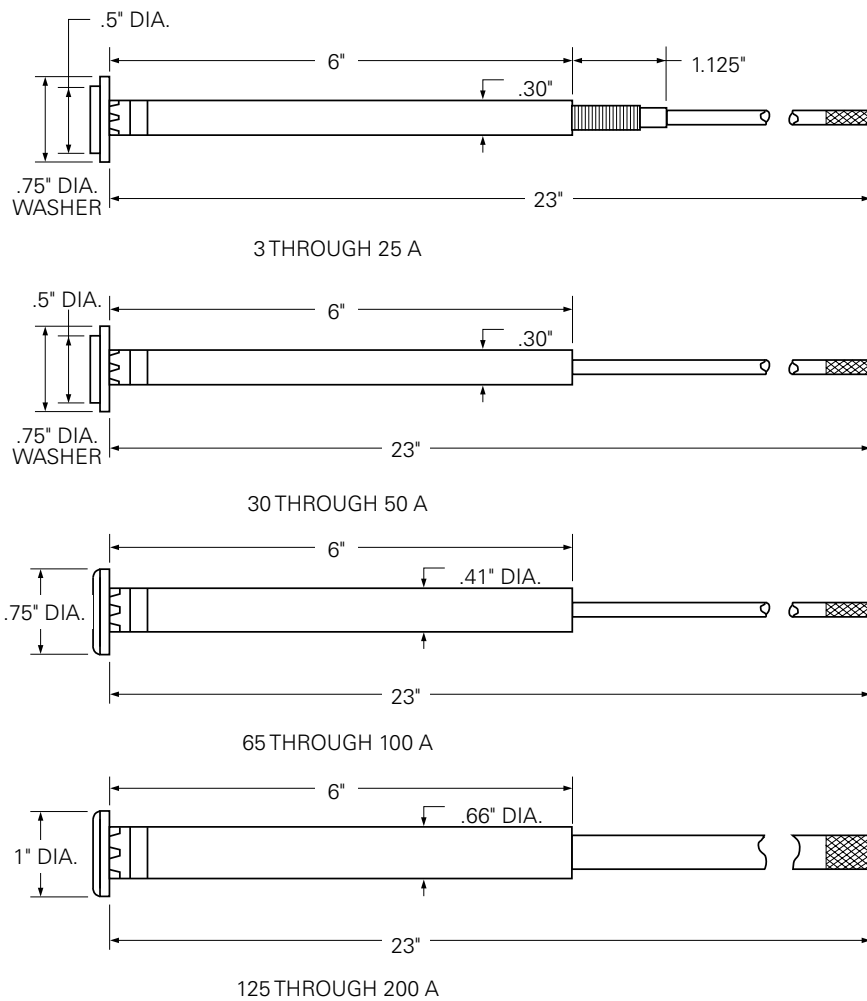 .5" DIA.
6"
1.125"
.30"
.75" DIA.
WASHER
23"
3 THROUGH 25 A
.5" DIA.
6"
.30"
.75" DIA.
WASHER
23"
30 THROUGH 50 A
6"
.41" DIA.
.75" DIA.
23"
65 THROUGH 100 A
6"
.66" DIA.
1" DIA.
23"
125 THROUGH 200 A